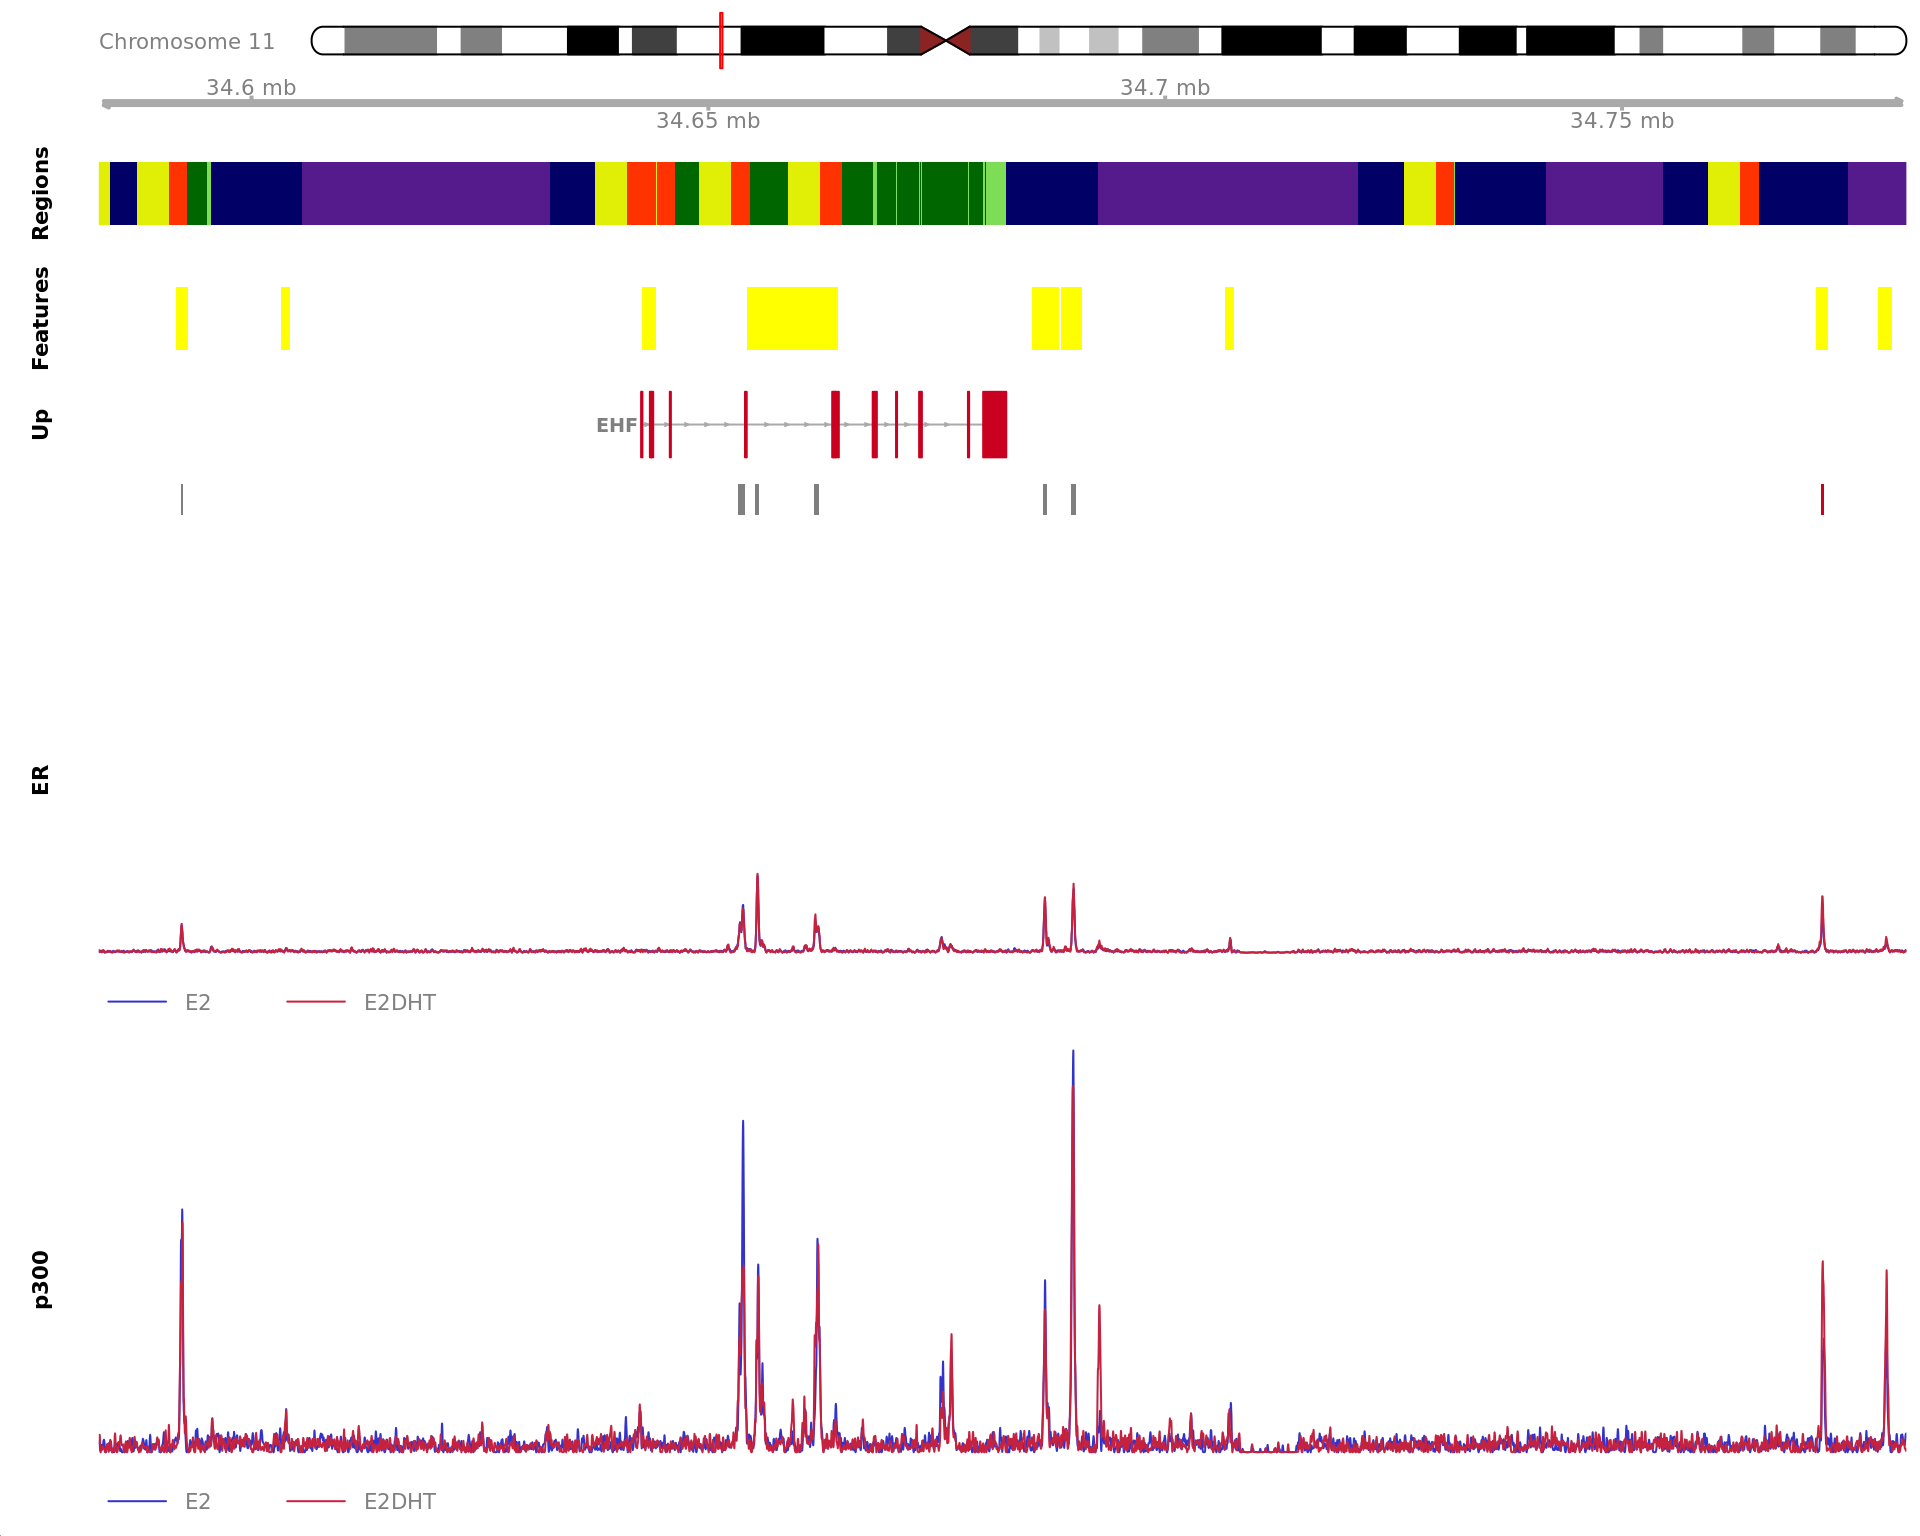 Chromosome 11
34.6 mb
34.7 mb
34.65 mb
34.75 mb
Regions
Features
Up
EHF
ER
E2
E2DHT
p300
E2
E2DHT